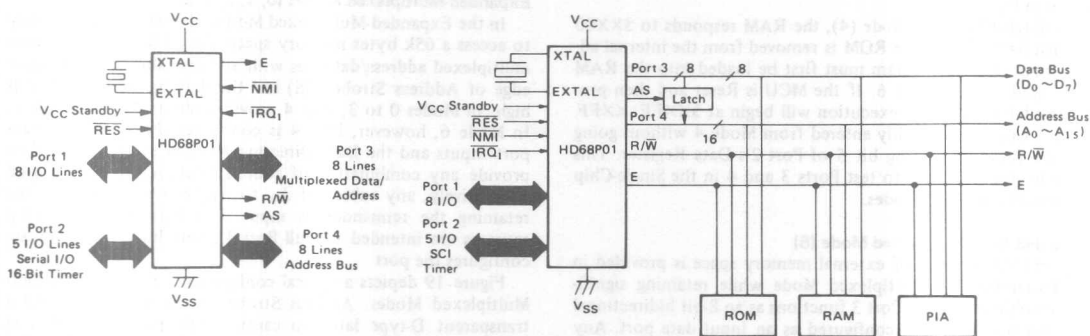 VCC
XTAL
EXTAL
VCC Standby
RES
HD68P01
E
NMI
IRQ1
Port 1
8 I/O Lines
Port 3
8 Lines
Multiplexed Data/
Address
R/W
AS
Port 2
5 I/O Lines
Serial I/O
16-Bit Timer
Port 4
8 Lines
Address Bus
VSS
VCC
XTAL
EXTAL
VCC Standby
RES
NMI
IRQ1
HD68P01
Port 3
8
8
AS
Latch
Port 4
16
R/W
E
Port 1
8 I/O
Port 2
5 I/O
SCI
Timer
VSS
Data Bus
(D0 ~ D7)
Address Bus
(A0 ~ A15)
R/W
E
ROM
RAM
PIA